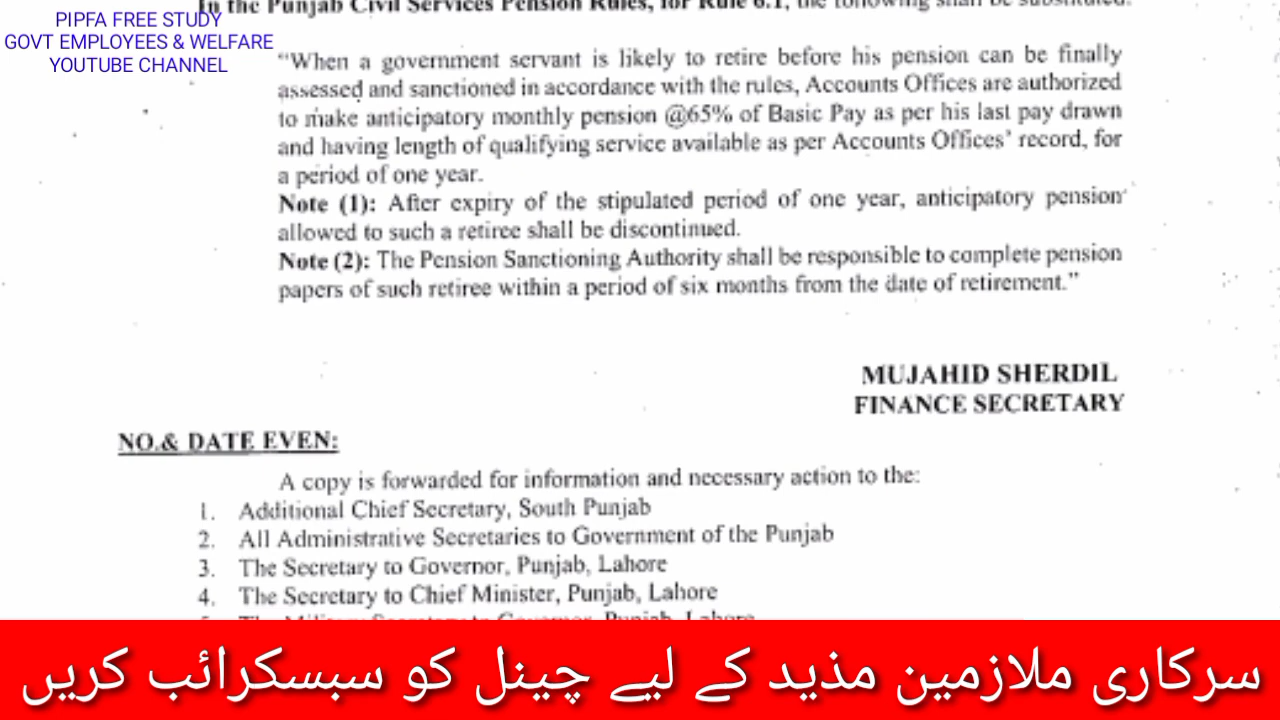 PIPFA FREE STUDY
GOVT EMPLOYEES & WELFARE
YOUTUBE CHANNEL
In the Punjab Civil Services Pension Rules, for Rule 6.1, the following shall be substituted:
“When a government servant is likely to retire before his pension can be finally
assessed and sanctioned in accordance with the rules, Accounts Offices are authorized
to make anticipatory monthly pension @65% of Basic Pay as per his last pay drawn
and having length of qualifying service available as per Accounts Offices’ record, for
a period of one year.
Note (1): After expiry of the stipulated period of one year, anticipatory pension
allowed to such a retiree shall be discontinued.
Note (2): The Pension Sanctioning Authority shall be responsible to complete pension
papers of such retiree within a period of six months from the date of retirement.”
MUJAHID SHERDIL
FINANCE SECRETARY
NO.& DATE EVEN:
A copy is forwarded for information and necessary action to the:
1. Additional Chief Secretary, South Punjab
2. All Administrative Secretaries to Government of the Punjab
3. The Secretary to Governor, Punjab, Lahore
4. The Secretary to Chief Minister, Punjab, Lahore
5. The Military Secretary to Governor, Punjab, Lahore
سرکاری ملازمین مذید کے لیے چینل کو سبسکرائب کریں